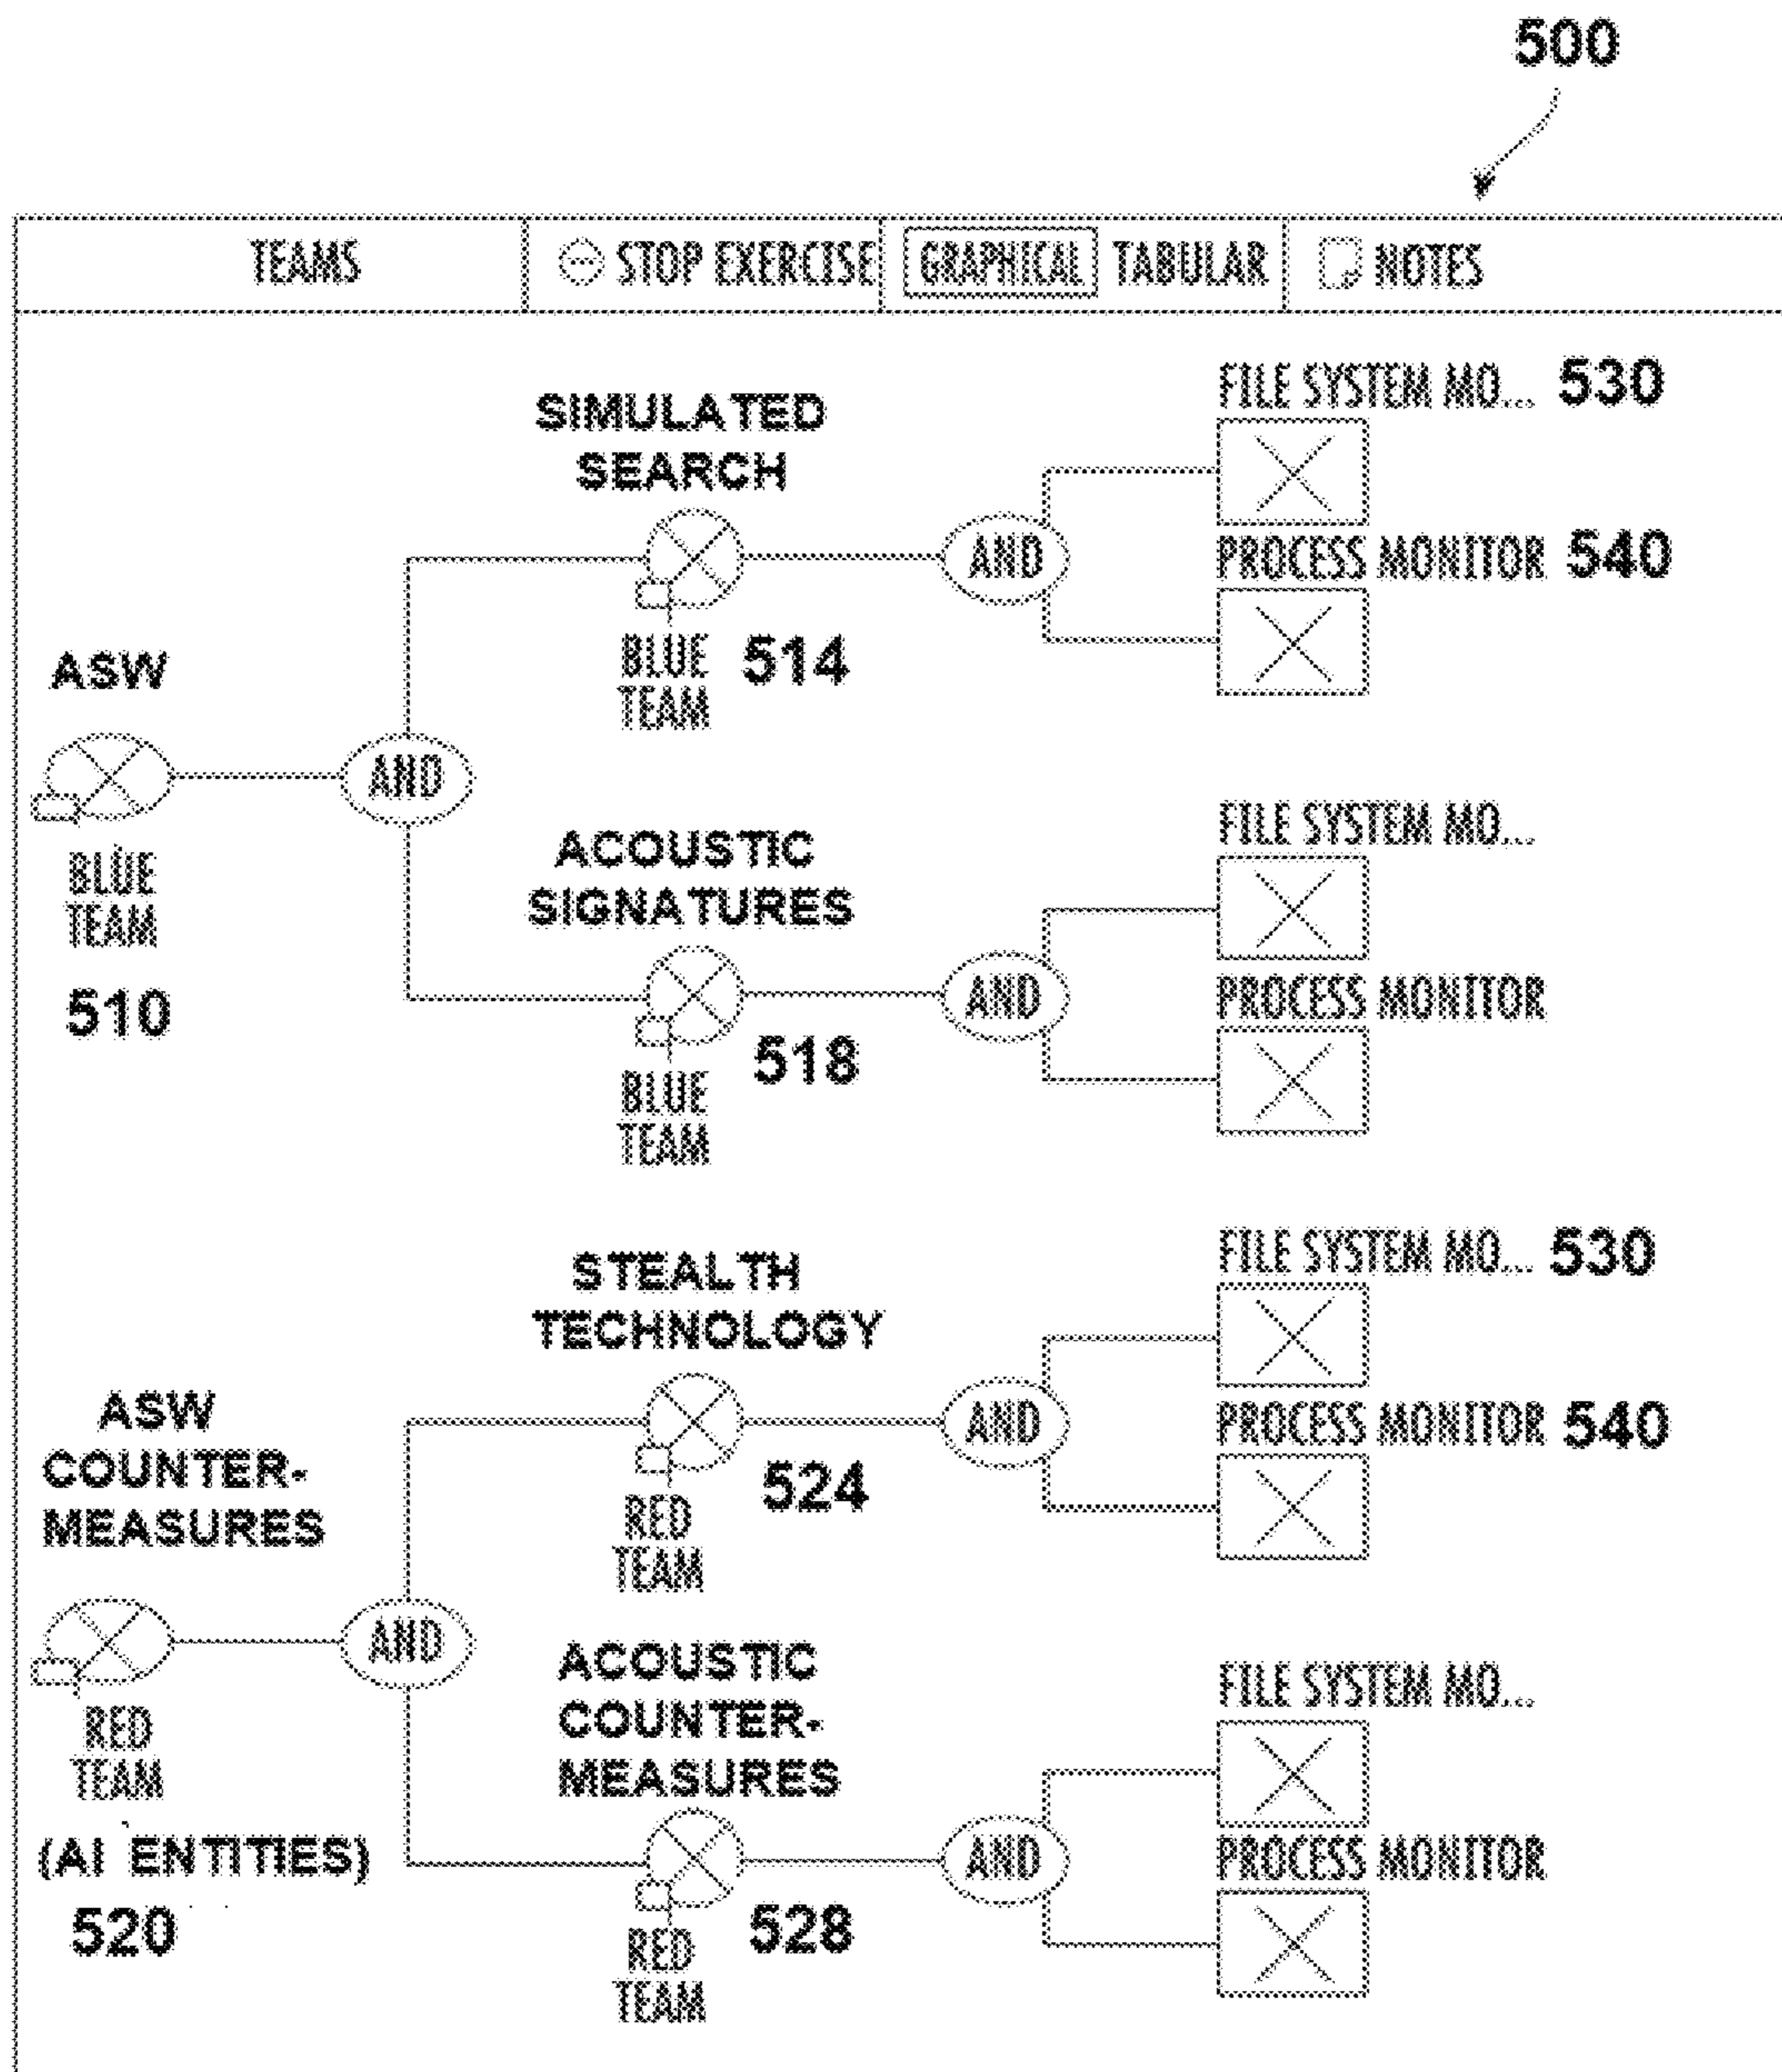 500
TEAMS STOP EXERCISE GRAPHICAL TABULAR NOTES
FILE SYSTEM MO... 530
SIMULATED
SEARCH
AND
PROCESS MONITOR 540
BLUE
TEAM
514
ASW
AND
BLUE
TEAM
510
FILE SYSTEM MO...
ACOUSTIC
SIGNATURES
AND
PROCESS MONITOR
518
BLUE
TEAM
FILE SYSTEM MO... 530
STEALTH
TECHNOLOGY
AND
PROCESS MONITOR 540
ASW
COUNTER-
MEASURES
524
RED
TEAM
AND
RED
TEAM
(AI ENTITIES)
520
FILE SYSTEM MO...
ACOUSTIC
COUNTER-
MEASURES
AND
PROCESS MONITOR
528
RED
TEAM